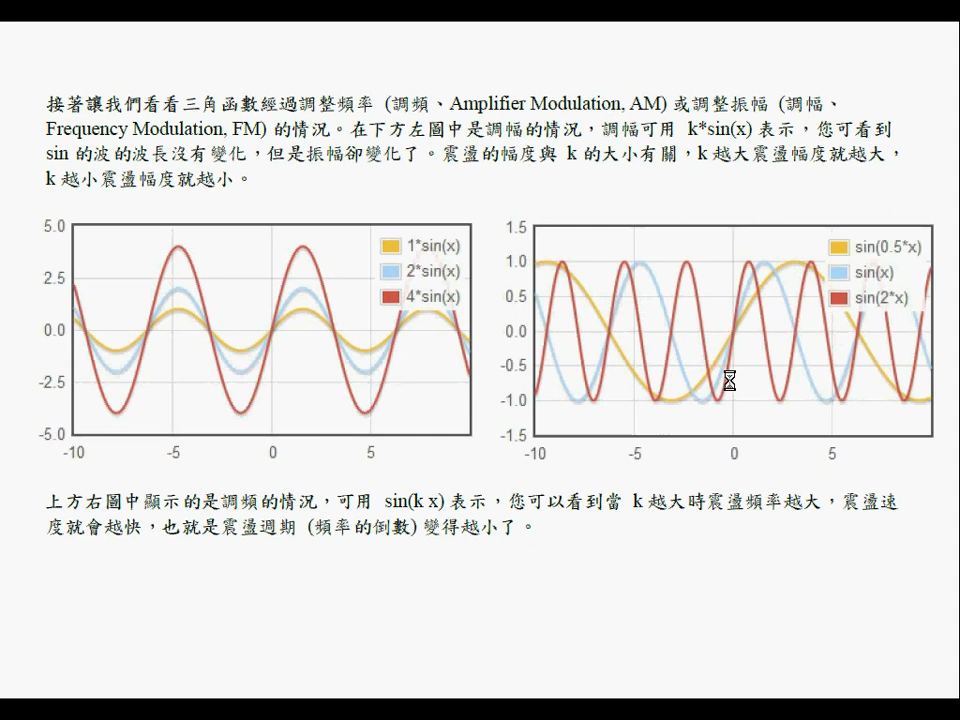 接著讓我們看看三角函數經過調整頻率 (調頻、Amplifier Modulation, AM) 或調整振幅 (調幅、
Frequency Modulation, FM) 的情況。在下方左圖中是調幅的情況，調幅可用 k*sin(x) 表示，您可看到
sin 的波的波長沒有變化，但是振幅卻變化了。震盪的幅度與 k 的大小有關，k 越大震盪幅度就越大，
k 越小震盪幅度就越小。
5.0
2.5
0.0
-2.5
-5.0
-10
-5
0
5
1*sin(x)
2*sin(x)
4*sin(x)
1.5
1.0
0.5
0.0
-0.5
-1.0
-1.5
-10
-5
0
5
sin(0.5*x)
sin(x)
sin(2*x)
上方右圖中顯示的是調頻的情況，可用 sin(k x) 表示，您可以看到當 k 越大時震盪頻率越大，震盪速
度就會越快，也就是震盪週期 (頻率的倒數) 變得越小了。